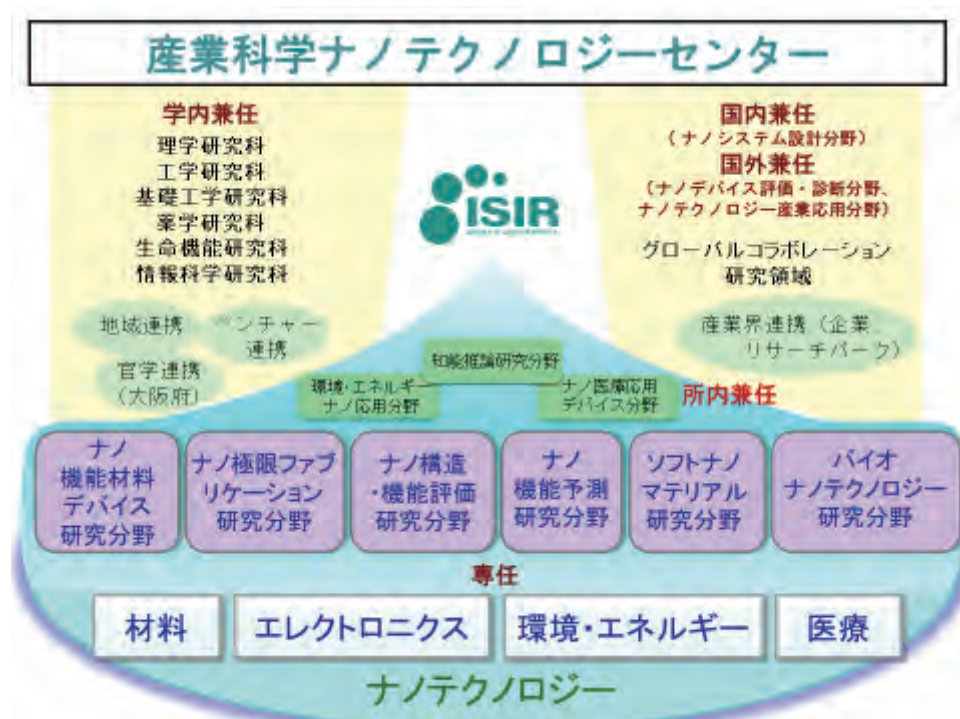 産業科学ナノテクノロジーセンター
学内兼任
理学研究科
工学研究科
基礎工学研究科
薬学研究科
生命機能研究科
情報科学研究科
地域連携
ベンチャー
連携
官学連携
(大阪府)
ISIR
国内兼任
(ナノシステム設計分野)
国外兼任
(ナノデバイス評価・診断分野、
ナノテクノロジー産業応用分野)
グローバルコラボレーション
研究領域
産業界連携(企業
リサーチパーク)
知能推論研究分野
環境・エネルギー
ナノ応用分野
ナノ医療応用
デバイス分野
所内兼任
ナノ
機能材料
デバイス
研究分野
ナノ極限ファブ
リケーション
研究分野
ナノ構造
・機能評価
研究分野
ナノ
機能予測
研究分野
ソフトナノ
マテリアル
研究分野
バイオ
ナノテクノロジー
研究分野
専任
材料
エレクトロニクス
環境・エネルギー
医療
ナノテクノロジー